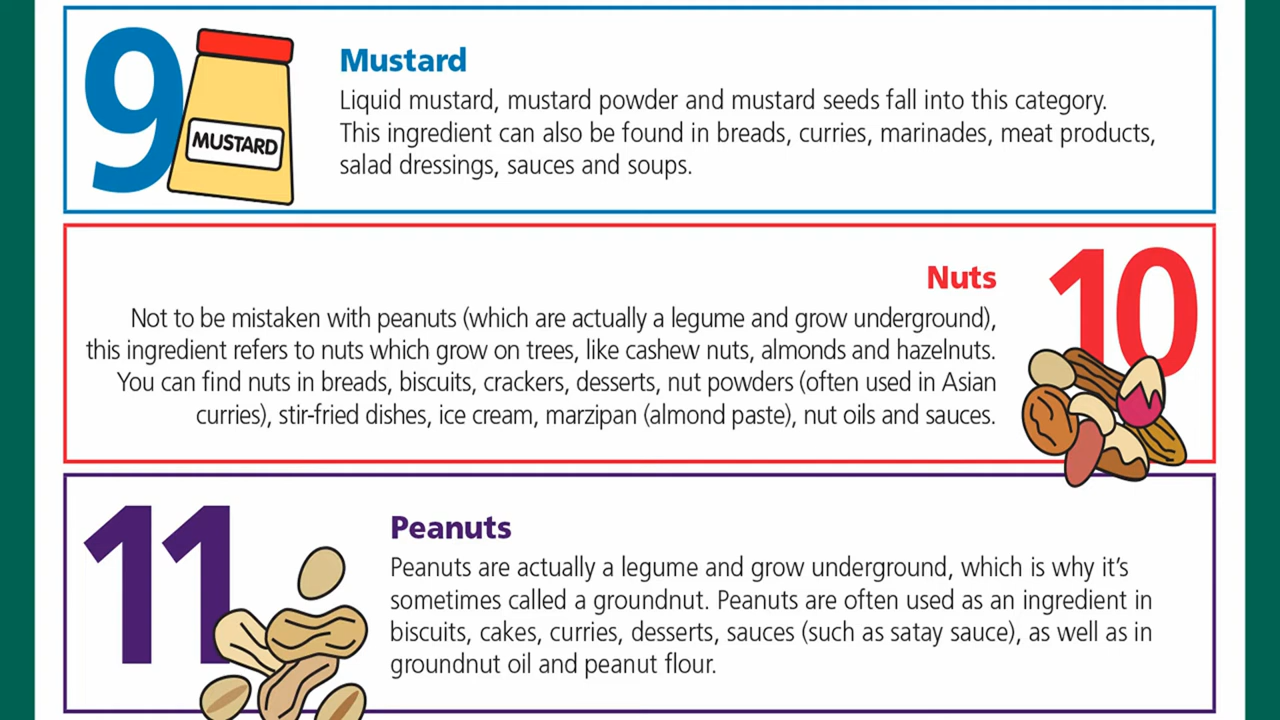 9
MUSTARD
Mustard
Liquid mustard, mustard powder and mustard seeds fall into this category.
This ingredient can also be found in breads, curries, marinades, meat products,
salad dressings, sauces and soups.
10
Nuts
Not to be mistaken with peanuts (which are actually a legume and grow underground),
this ingredient refers to nuts which grow on trees, like cashew nuts, almonds and hazelnuts.
You can find nuts in breads, biscuits, crackers, desserts, nut powders (often used in Asian
curries), stir-fried dishes, ice cream, marzipan (almond paste), nut oils and sauces.
11
Peanuts
Peanuts are actually a legume and grow underground, which is why it’s
sometimes called a groundnut. Peanuts are often used as an ingredient in
biscuits, cakes, curries, desserts, sauces (such as satay sauce), as well as in
groundnut oil and peanut flour.